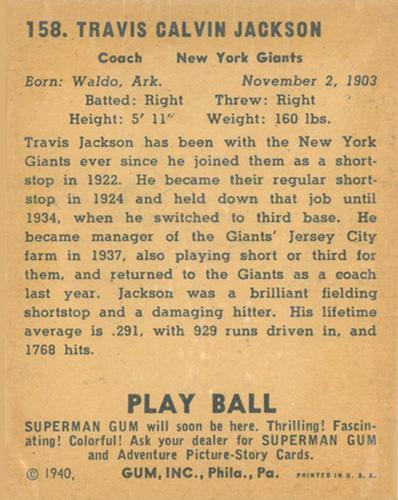 158. TRAVIS CALVIN JACKSON
Coach New York Giants
Born: Waldo, Ark. November 2, 1903
Batted: Right Threw: Right
Height: 5' 11" Weight: 160 lbs.
Travis Jackson has been with the New York
Giants ever since he joined them as a short-
stop in 1922. He became their regular short-
stop in 1924 and held down that job until
1934, when he switched to third base. He
became manager of the Giants' Jersey City
farm in 1937, also playing short or third for
them, and returned to the Giants as a coach
last year. Jackson was a brilliant fielding
shortstop and a damaging hitter. His lifetime
average is .291, with 929 runs driven in, and
1768 hits.
PLAY BALL
SUPERMAN GUM will soon be here. Thrilling! Fascin-
ating! Colorful! Ask your dealer for SUPERMAN GUM
and Adventure Picture-Story Cards.
© 1940, GUM, INC., Phila., Pa. PRINTED IN U. S. A.